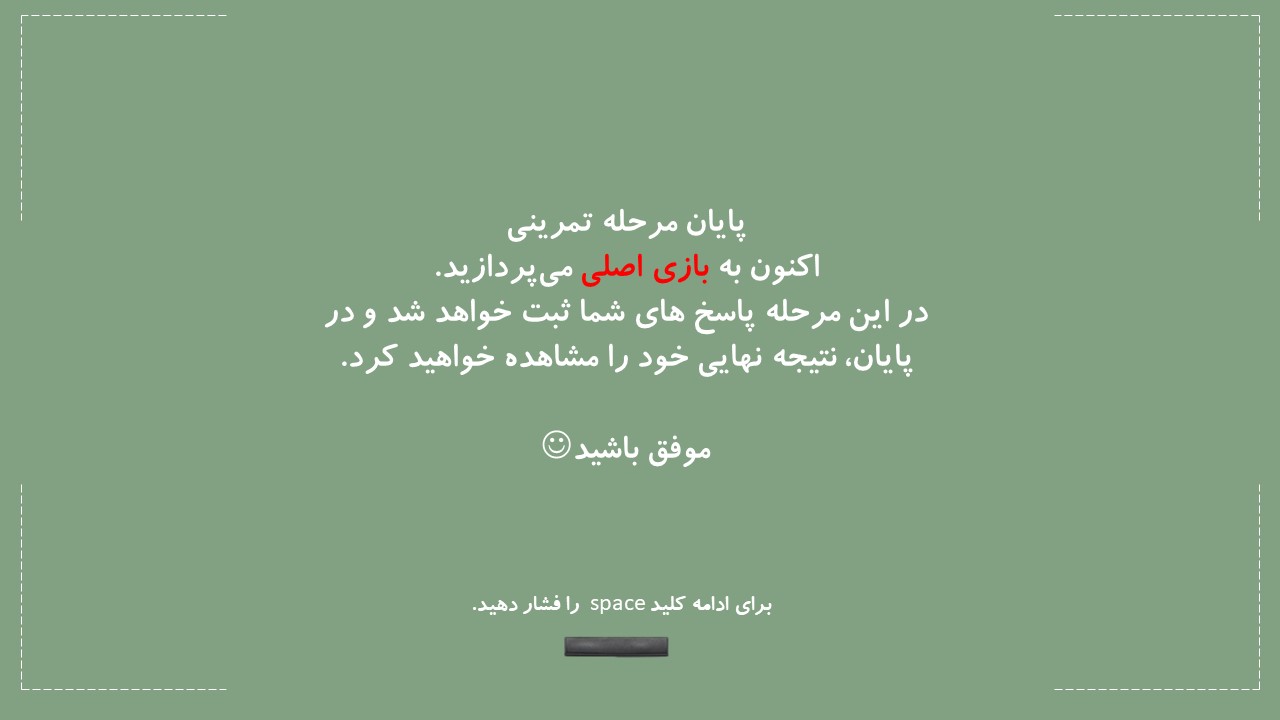 پایان مرحله تمرینی
اکنون به بازی اصلی می‌پردازید.
در این مرحله پاسخ های شما ثبت خواهد شد و در
پایان، نتیجه نهایی خود را مشاهده خواهید کرد.
موفق باشید☺
برای ادامه کلید space را فشار دهید.